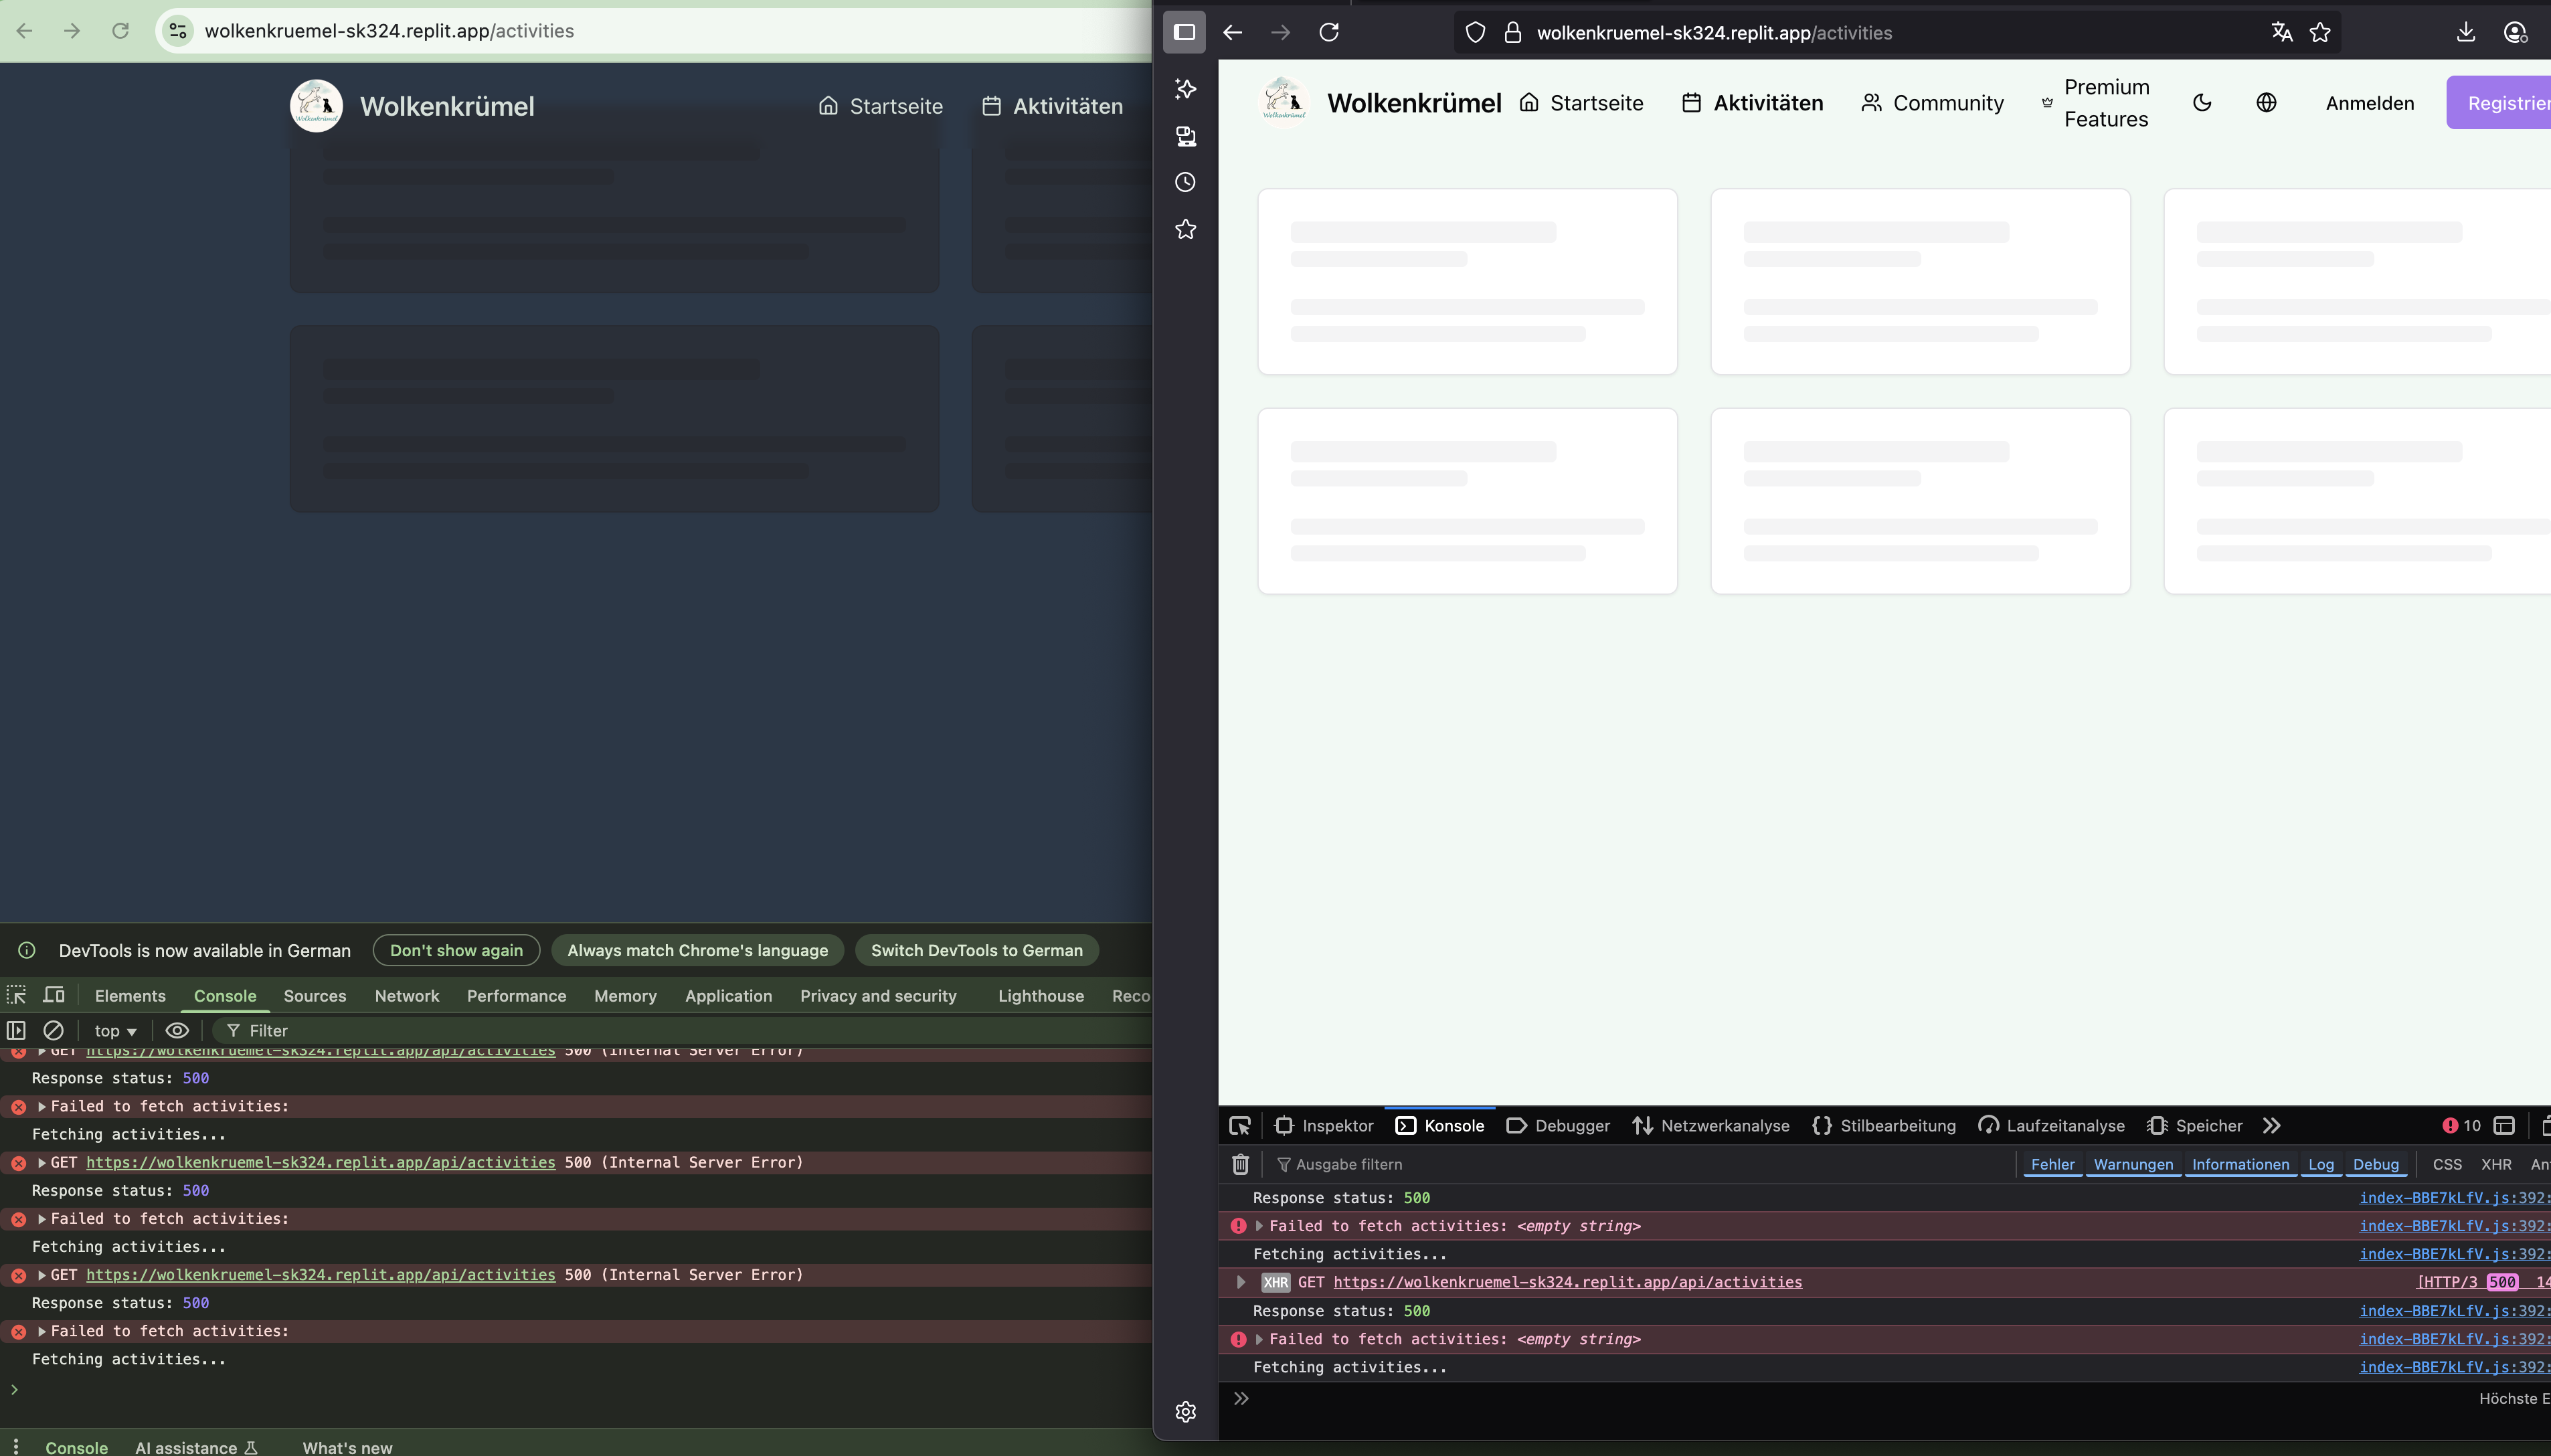 wolkenkruemel-sk324.replit.app/activities
Wolkenkrümel
Wolkenkrümel
Startseite
Aktivitäten
DevTools is now available in German
Don't show again
Always match Chrome's language
Switch DevTools to German
Elements
Console
Sources
Network
Performance
Memory
Application
Privacy and security
Lighthouse
Reco
top
Filter
GET https://wolkenkruemel-sk324.replit.app/api/activities 500 (Internal Server Error)
Response status: 500
Failed to fetch activities:
Fetching activities...
GET https://wolkenkruemel-sk324.replit.app/api/activities 500 (Internal Server Error)
Response status: 500
Failed to fetch activities:
Fetching activities...
GET https://wolkenkruemel-sk324.replit.app/api/activities 500 (Internal Server Error)
Response status: 500
Failed to fetch activities:
Fetching activities...
Console
AI assistance
What's new
wolkenkruemel-sk324.replit.app/activities
Wolkenkrümel
Wolkenkrümel
Startseite
Aktivitäten
Community
Premium
Features
Anmelden
Registrier
Inspektor
Konsole
Debugger
Netzwerkanalyse
Stilbearbeitung
Laufzeitanalyse
Speicher
10
Ausgabe filtern
Fehler
Warnungen
Informationen
Log
Debug
CSS
XHR
An
Response status: 500 index-BBE7kLfV.js:392:
Failed to fetch activities: <empty string> index-BBE7kLfV.js:392:
Fetching activities... index-BBE7kLfV.js:392:
XHR GET https://wolkenkruemel-sk324.replit.app/api/activities [HTTP/3 500 14
Response status: 500 index-BBE7kLfV.js:392:
Failed to fetch activities: <empty string> index-BBE7kLfV.js:392:
Fetching activities... index-BBE7kLfV.js:392:
Höchste E